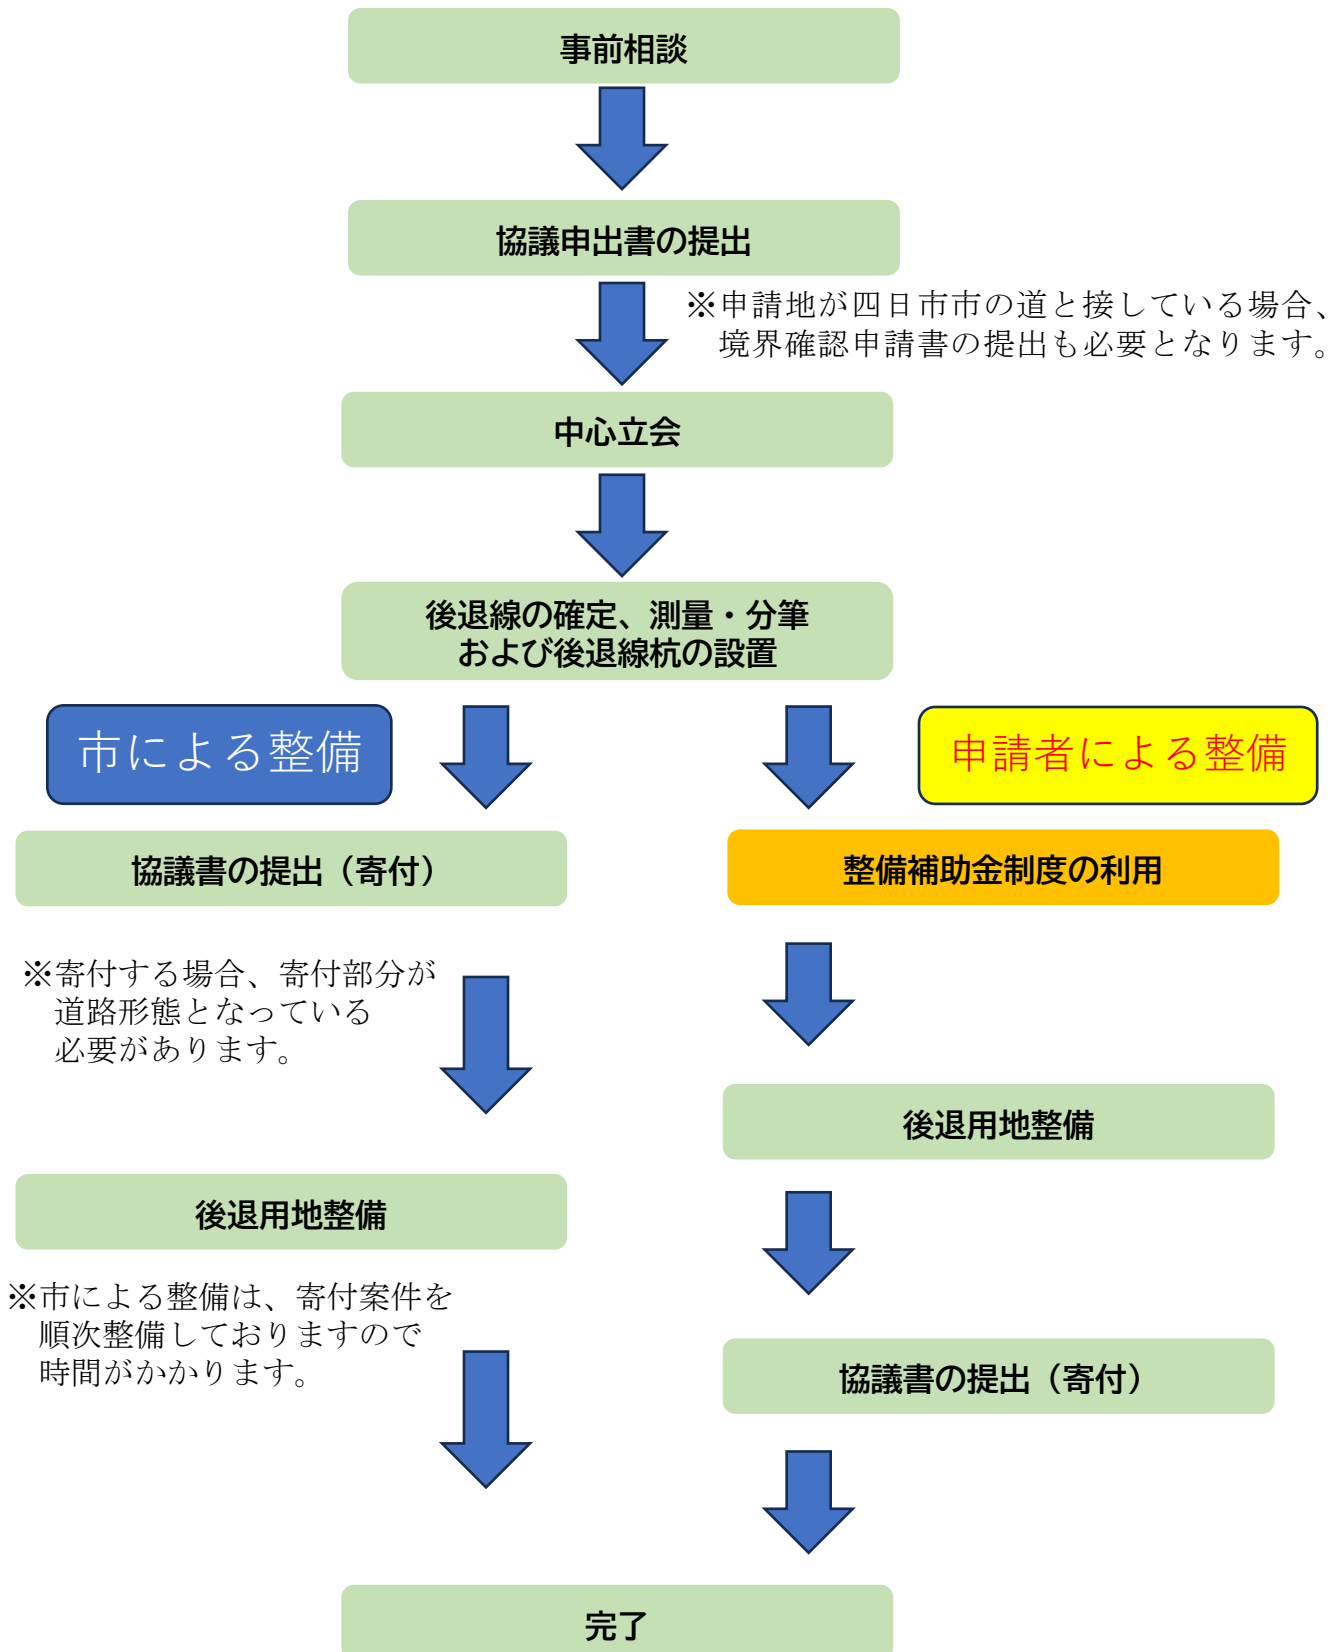 事前相談
協議申出書の提出
※申請地が四日市市の道と接している場合、
境界確認申請書の提出も必要となります。
中心立会
後退線の確定、測量・分筆
および後退線杭の設置
市による整備
申請者による整備
協議書の提出（寄付）
整備補助金制度の利用
※寄付する場合、寄付部分が
道路形態となっている
必要があります。
後退用地整備
後退用地整備
※市による整備は、寄付案件を
順次整備しておりますので
時間がかかります。
協議書の提出（寄付）
完了